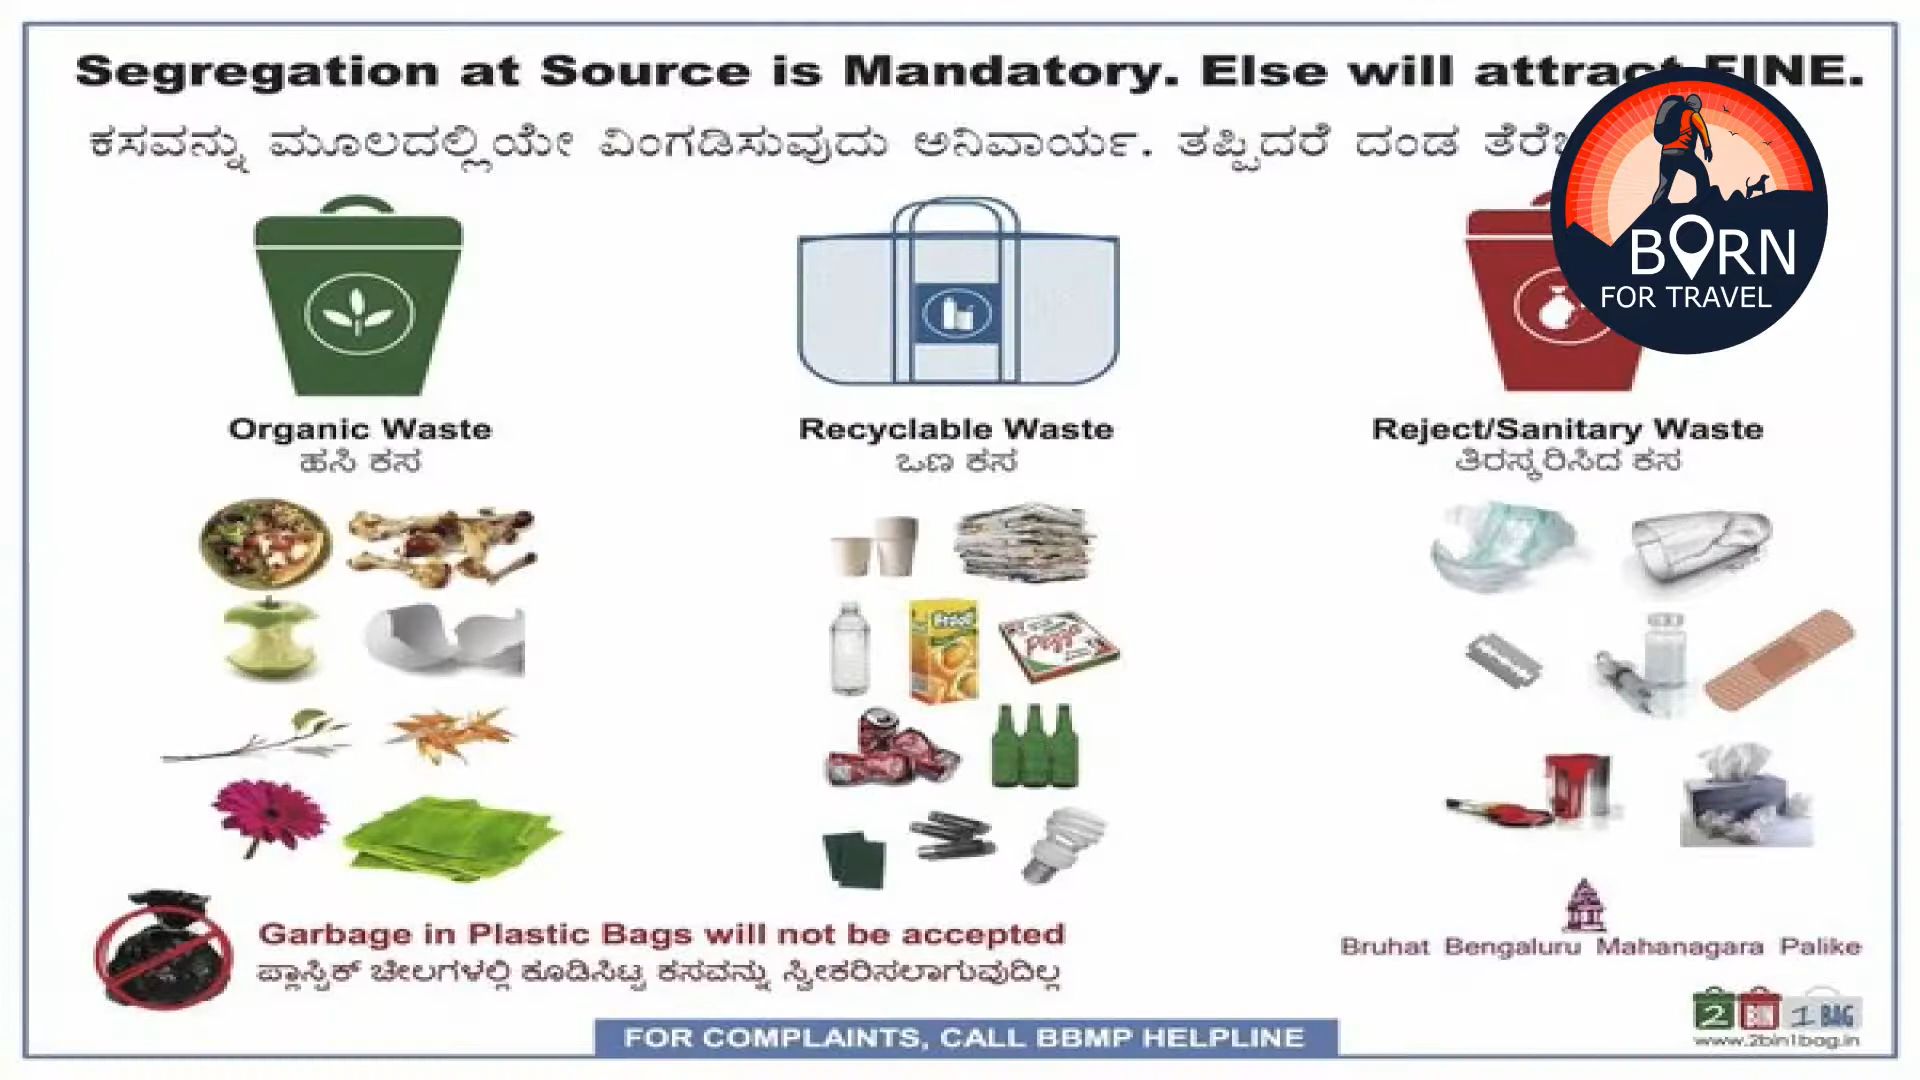 Segregation at Source is Mandatory. Else will attract FINE.
ಕಸವನ್ನು ಮೂಲದಲ್ಲಿಯೇ ವಿಂಗಡಿಸುವುದು ಅನಿವಾರ್ಯ. ತಪ್ಪಿದರೆ ದಂಡ
BORN
FOR TRAVEL
Organic Waste
ಹಸಿ ಕಸ
Recyclable Waste
ಒಣ ಕಸ
Reject/Sanitary Waste
ತಿರಸ್ಕರಿಸಿದ ಕಸ
Frooti
Pizza
Garbage in Plastic Bags will not be accepted
ಪ್ಲಾಸ್ಟಿಕ್ ಚೀಲಗಳಲ್ಲಿ ಕೂಡಿಸಿಟ್ಟ ಕಸವನ್ನು ಸ್ವೀಕರಿಸಲಾಗುವುದಿಲ್ಲ
Bruhat Bengaluru Mahanagara Palike
2 BIN 1 BAG
www.2bin1bag.in
FOR COMPLAINTS, CALL BBMP HELPLINE